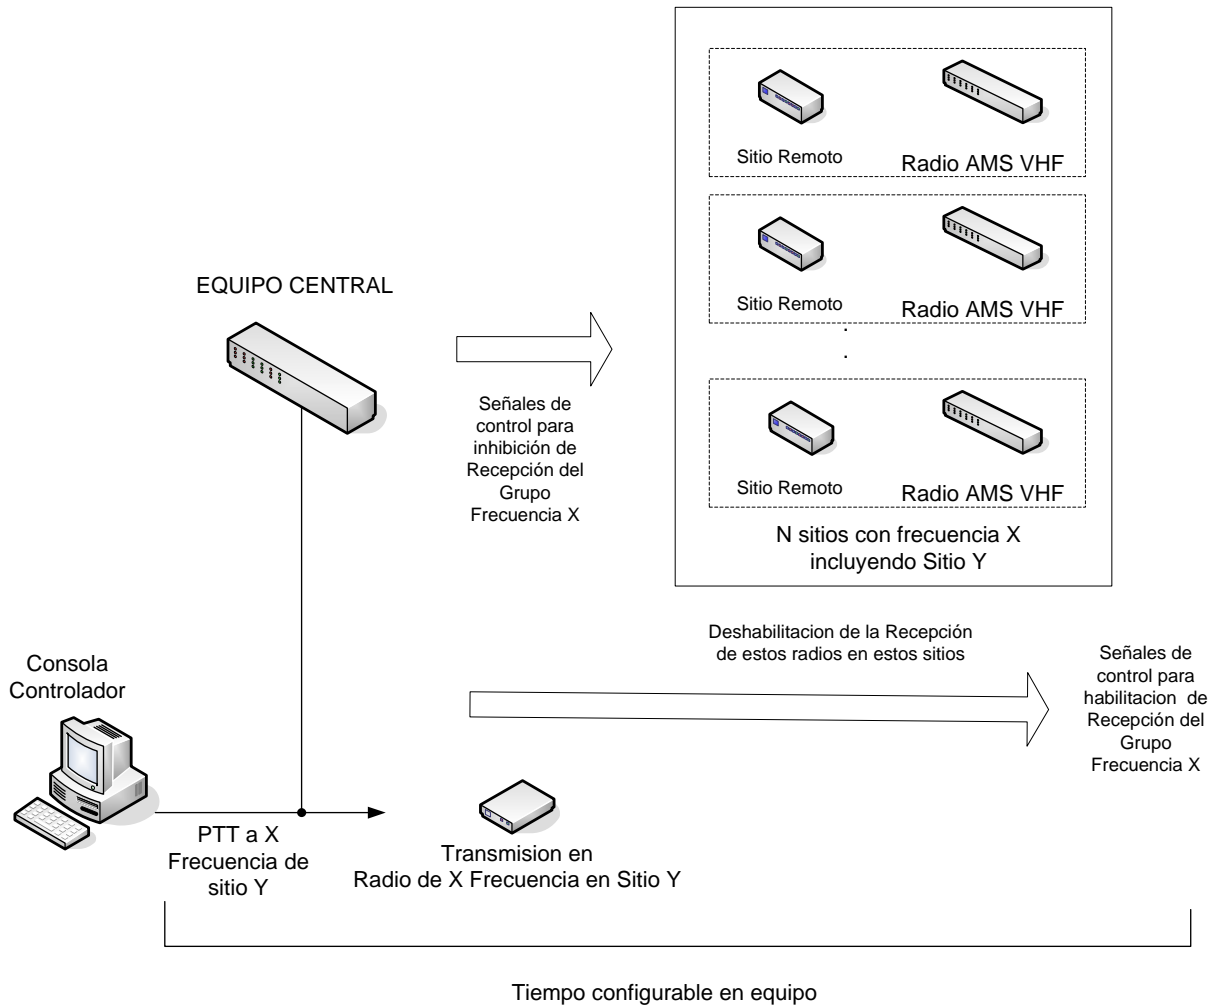 Sitio Remoto
Radio AMS VHF
Sitio Remoto
Radio AMS VHF
.
.
Sitio Remoto
Radio AMS VHF
N sitios con frecuencia X
incluyendo Sitio Y
EQUIPO CENTRAL
Señales de
control para
inhibición de
Recepción del
Grupo
Frecuencia X
Deshabilitacion de la Recepción
de estos radios en estos sitios
Señales de
control para
habilitacion de
Recepción del
Grupo
Frecuencia X
Consola
Controlador
PTT a X
Frecuencia de
sitio Y
Transmision en
Radio de X Frecuencia en Sitio Y
Tiempo configurable en equipo